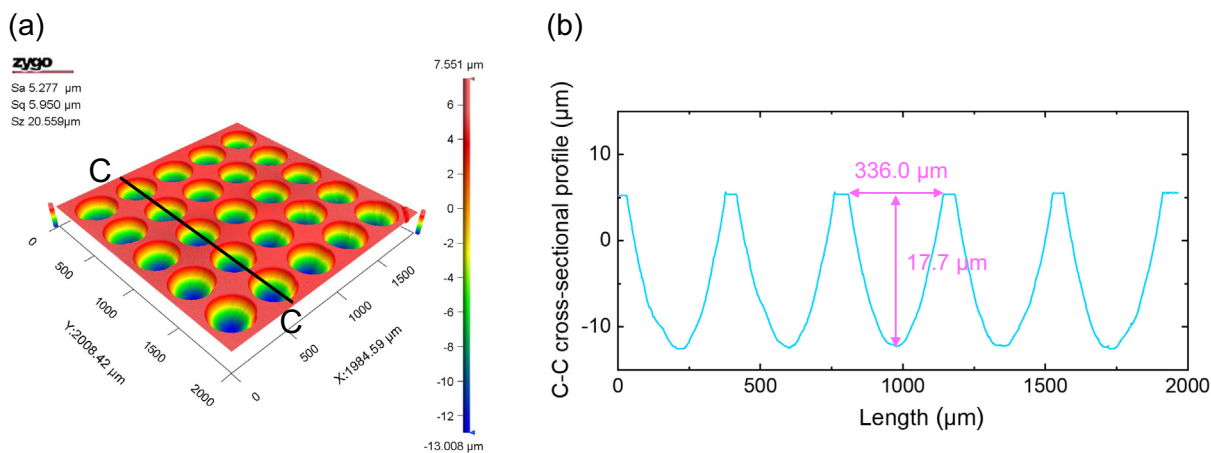 (a)
zygo
Sa 5.277 μm
Sq 5.950 μm
Sz 20.559μm
7.551 μm
6
4
2
0
-2
-4
-6
-8
-10
-12
-13.008 μm
C
C
0
500
1000
1500
2000
Y:2008.42 μm
0
500
1000
1500
X:1984.59 μm
(b)
C-C cross-sectional profile (μm)
10
0
-10
336.0 μm
17.7 μm
0
500
1000
1500
2000
Length (μm)